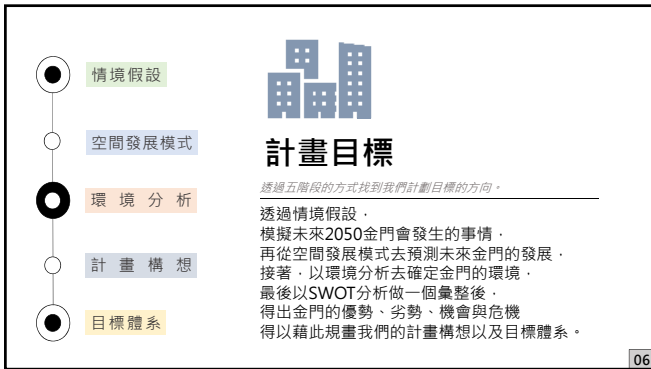 情境假設
空間發展模式
環境分析
計畫構想
目標體系
計畫目標
透過五階段的方式找到我們計劃目標的方向。
透過情境假設，
模擬未來2050金門會發生的事情，
再從空間發展模式去預測未來金門的發展，
接著，以環境分析去確定金門的環境，
最後以SWOT分析做一個彙整後，
得出金門的優勢、劣勢、機會與危機
得以藉此規畫我們的計畫構想以及目標體系。
06